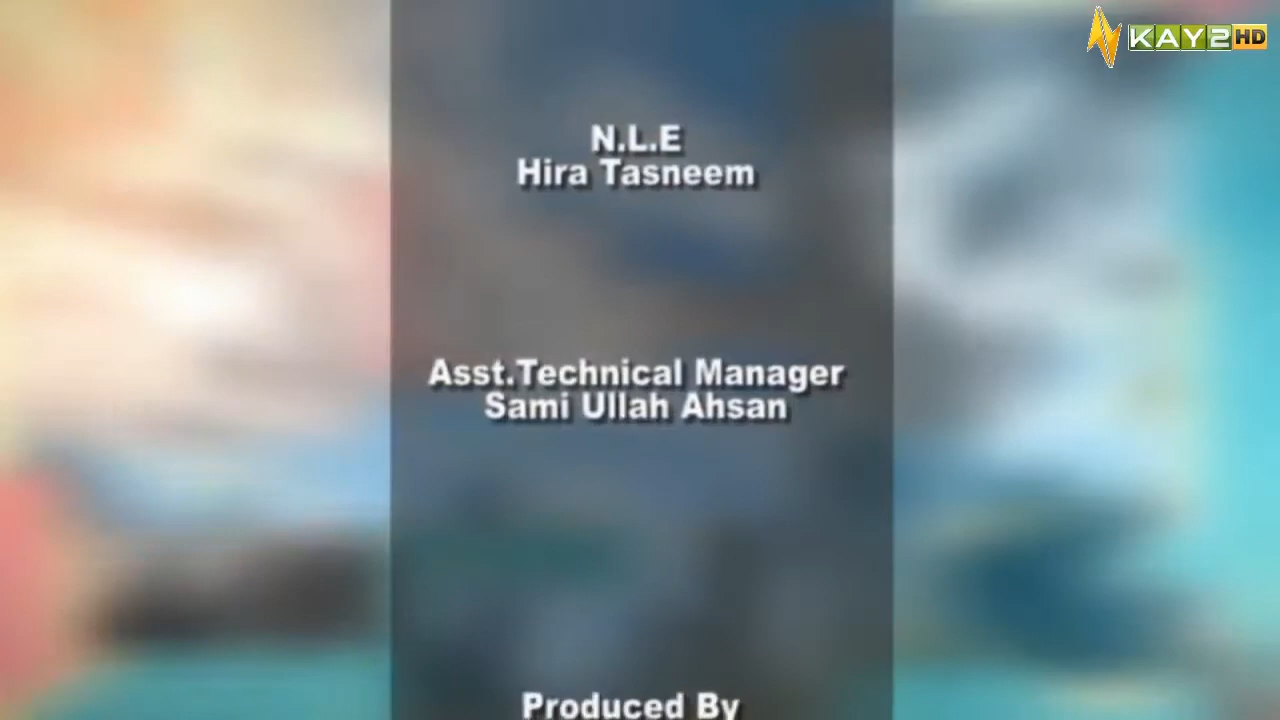 KAY2 HD
N.L.E
Hira Tasneem
Asst.Technical Manager
Sami Ullah Ahsan
Produced By